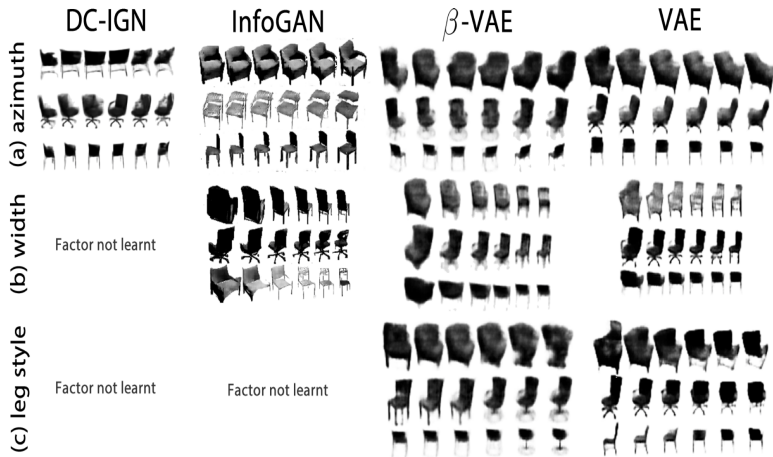 DC-IGN InfoGAN β-VAE VAE
(a) azimuth
(b) width
Factor not learnt
(c) leg style
Factor not learnt Factor not learnt